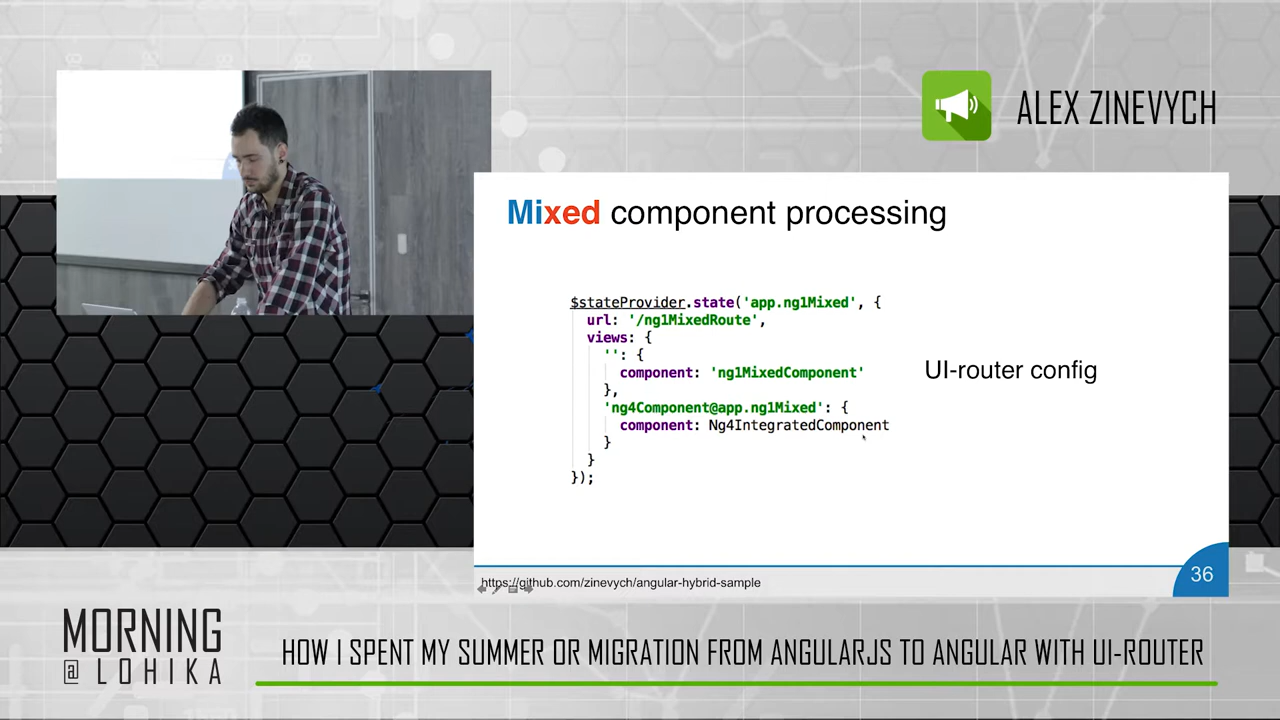 ALEX ZINEVYCH
Mixed component processing
$stateProvider.state('app.ng1Mixed', {
url: '/ng1MixedRoute',
views: {
'': {
component: 'ng1MixedComponent'
},
'ng4Component@app.ng1Mixed': {
component: Ng4IntegratedComponent
}
}
});
UI-router config
https://github.com/zinevych/angular-hybrid-sample
36
MORNING
@ LOHIKA
HOW I SPENT MY SUMMER OR MIGRATION FROM ANGULARJS TO ANGULAR WITH UI-ROUTER